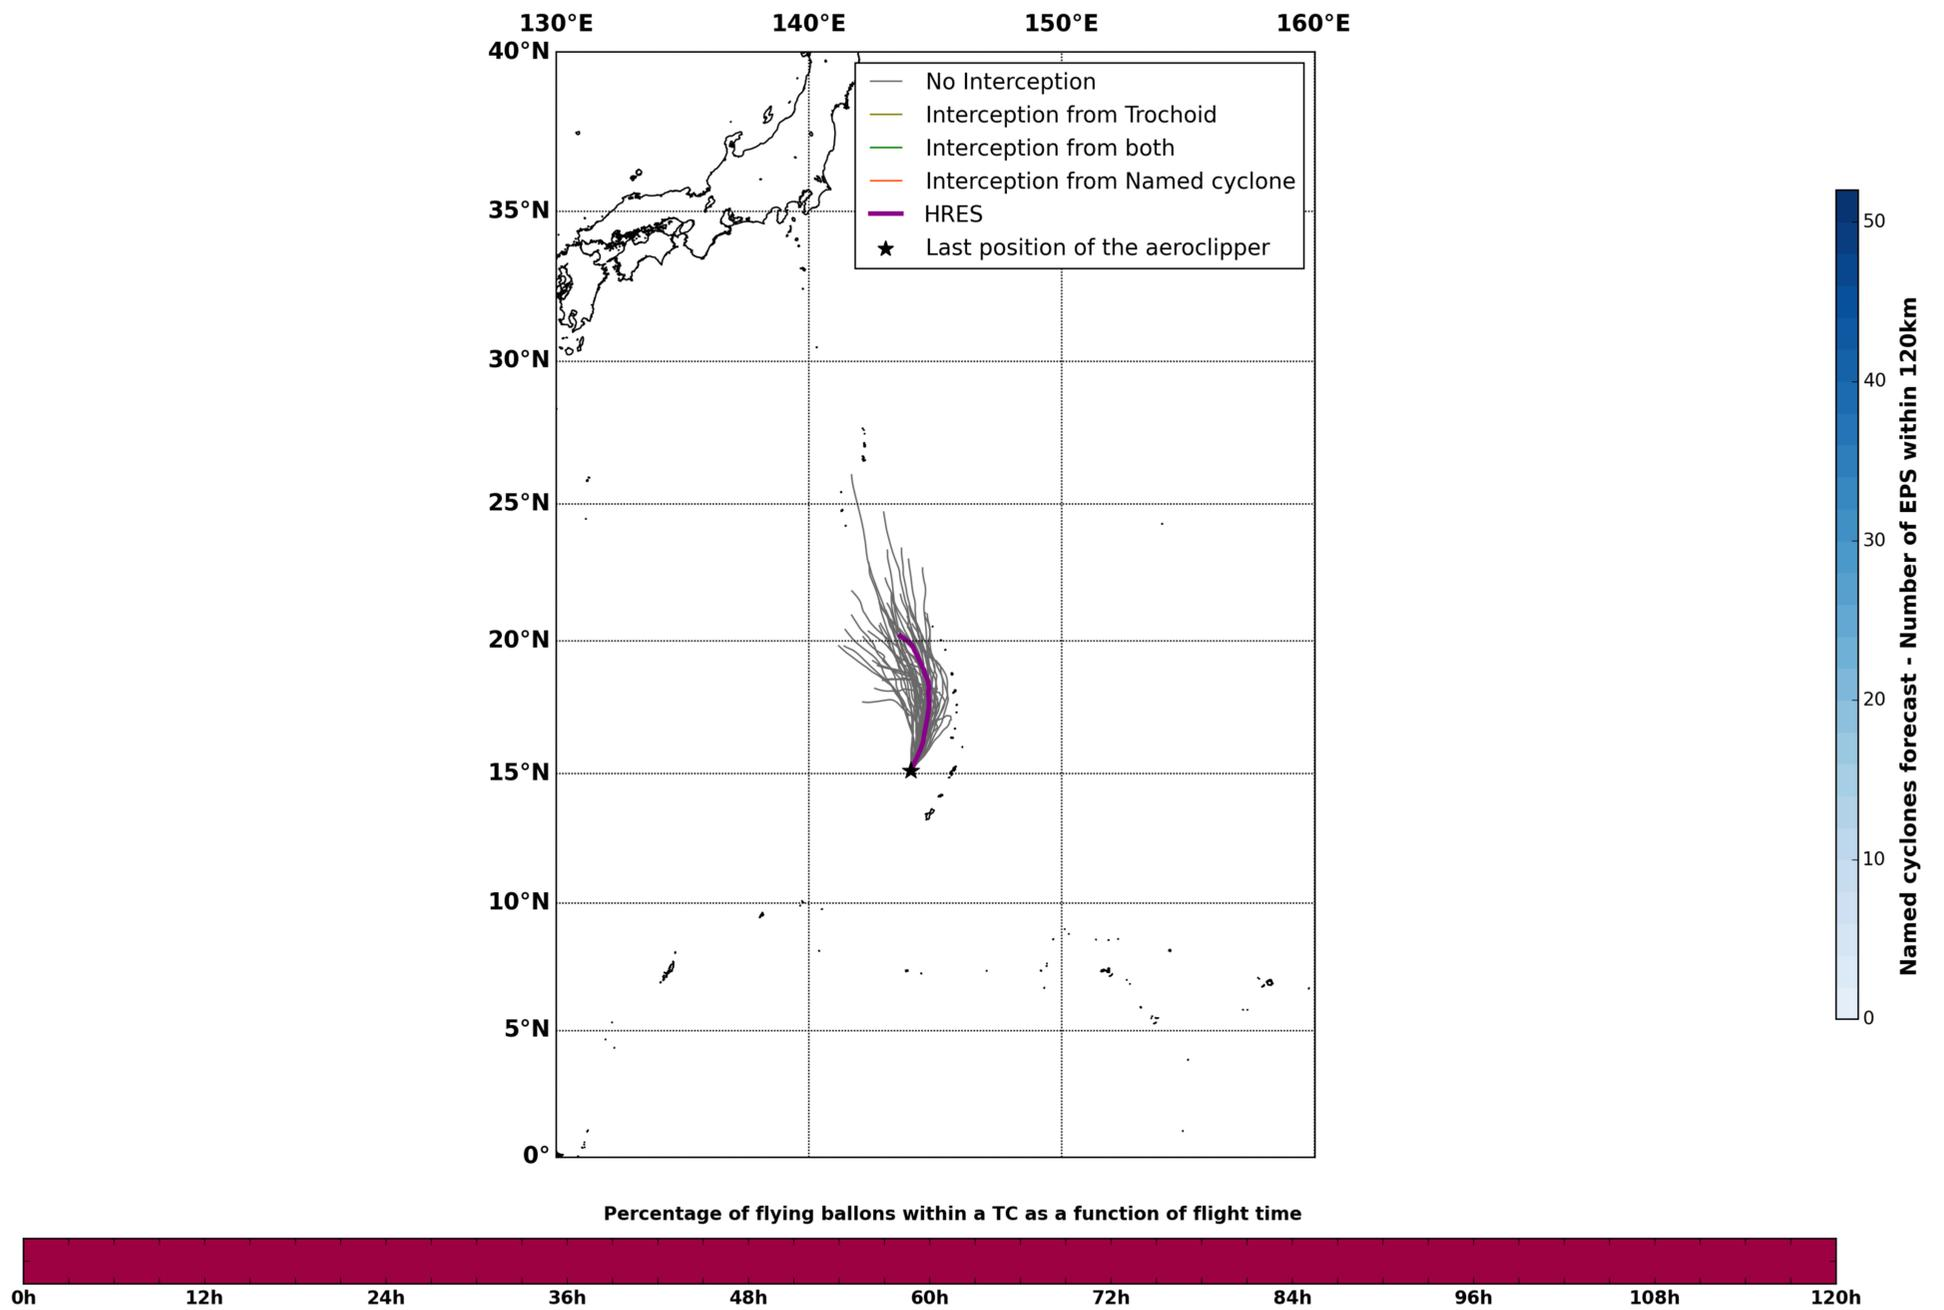 130°E 140°E 150°E 160°E
40°N
35°N
30°N
25°N
20°N
15°N
10°N
5°N
0°
No Interception
Interception from Trochoid
Interception from both
Interception from Named cyclone
HRES
Last position of the aeroclipper
50
40
30
20
10
0
Named cyclones forecast - Number of EPS within 120km
Percentage of flying ballons within a TC as a function of flight time
0h 12h 24h 36h 48h 60h 72h 84h 96h 108h 120h